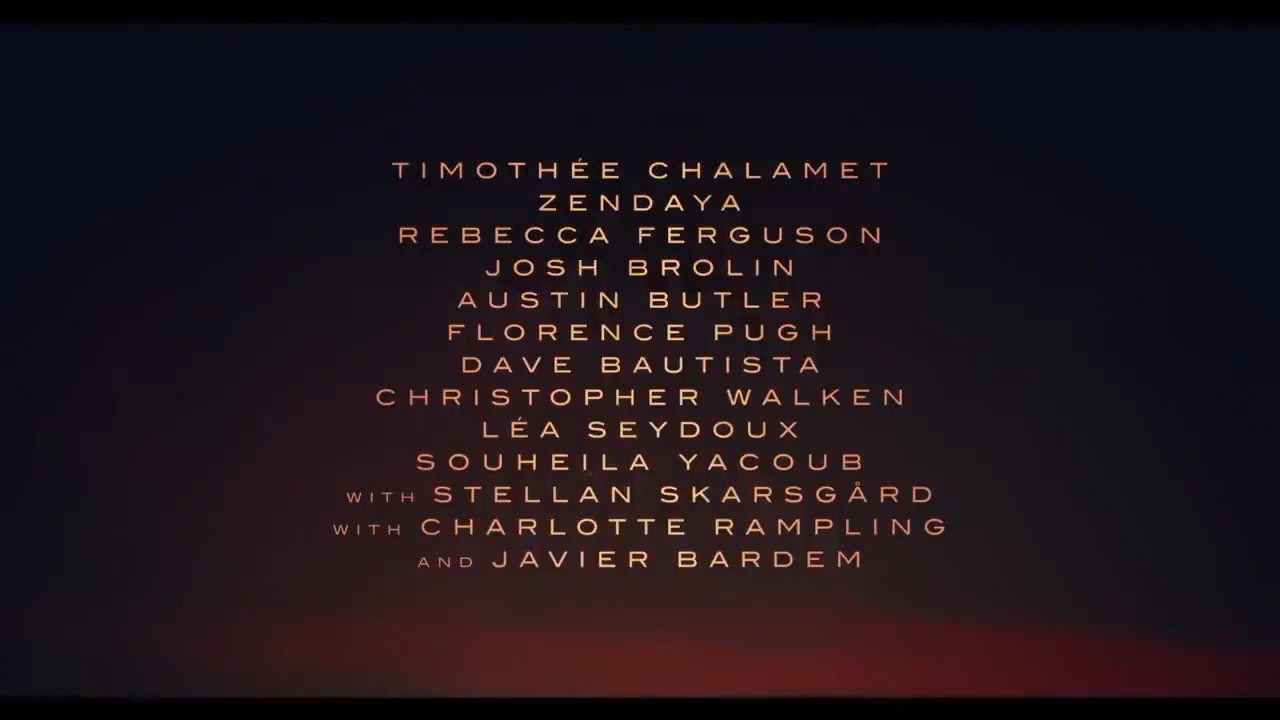 TIMOTHÉE CHALAMET
ZENDAYA
REBECCA FERGUSON
JOSH BROLIN
AUSTIN BUTLER
FLORENCE PUGH
DAVE BAUTISTA
CHRISTOPHER WALKEN
LÉA SEYDOUX
SOUHEILA YACOUB
WITH STELLAN SKARSGÅRD
WITH CHARLOTTE RAMPLING
AND JAVIER BARDEM